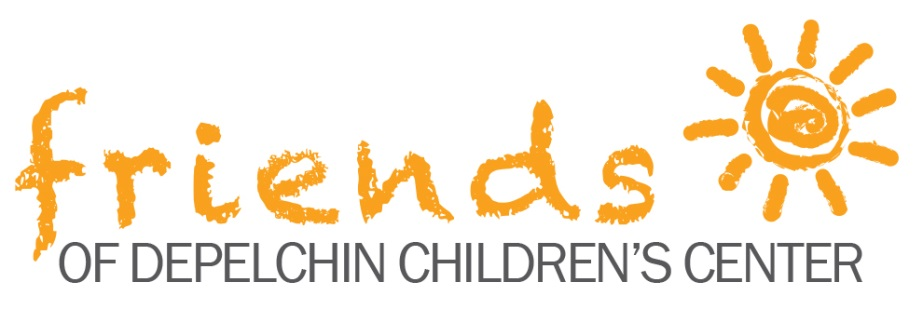 friends
OF DEPELCHIN CHILDREN'S CENTER